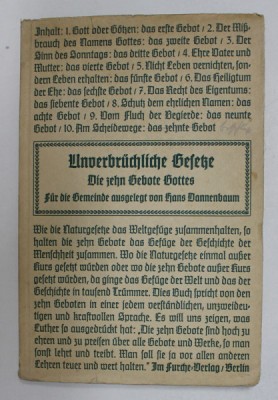 Inhalt: 1. Gott oder Götzen: das erste Gebot / 2. Der Miß-
brauch des Namens Gottes: das zweite Gebot / 3. Der
Sinn des Sonntags: das dritte Gebot / 4. Ehre Vater und
Mutter: das vierte Gebot / 5. Nicht Leben vernichten, son-
dern Leben erhalten: das fünfte Gebot / 6. Das Heiligtum
der Ehe: das sechste Gebot / 7. Das Recht des Eigentums:
das siebente Gebot / 8. Schutz dem ehrlichen Namen: das
achte Gebot / 9. Vom Fluch der Begierde: das neunte
Gebot / 10. Am Scheidewege: das zehnte Gebot
Unverbrüchliche Gesetze
Die zehn Gebote Gottes
Für die Gemeinde ausgelegt von Hans Dannenbaum
Wie die Naturgesetze das Weltgefüge zusammenhalten, so
halten die zehn Gebote das Gefüge der Geschichte der
Menschheit zusammen. Wo die Naturgesetze einmal außer
Kurs gesetzt würden oder wo die zehn Gebote außer Kurs
gesetzt würden, da ginge das Gefüge der Welt und das der
Geschichte in tausend Trümmer. Dies Buch spricht von den
zehn Geboten in einer jedem verständlichen, unzweideu-
tigen und kraftvollen Sprache. Es will uns zeigen, was
Luther so ausgedrückt hat: „Die zehn Gebote sind hoch zu
ehren und zu preisen über alle Gebote und Werke, so man
sonst lehrt und treibt. Man soll sie ja vor allen anderen
Lehren teuer und wert halten." Im Furche-Verlag / Berlin